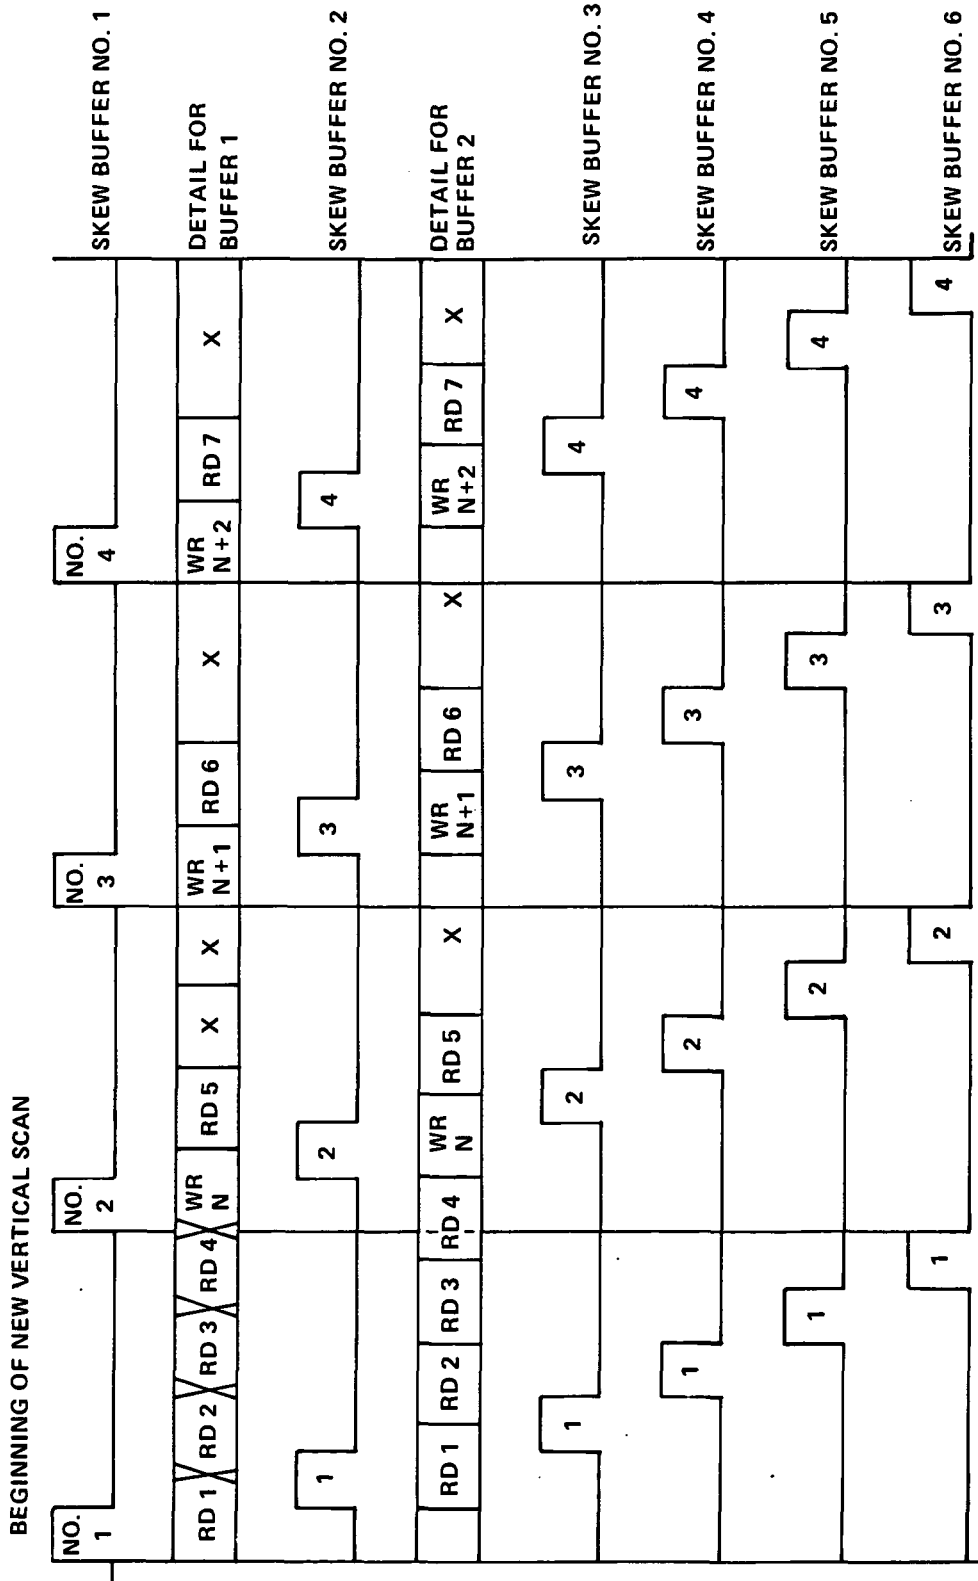 BEGINNING OF NEW VERTICAL SCAN
NO. 1
NO. 2
NO. 3
NO. 4
SKEW BUFFER NO. 1
RD 1
RD 2
RD 3
RD 4
WR N
RD 5
X
X
WR N+1
RD 6
X
WR N+2
RD 7
X
DETAIL FOR
BUFFER 1
1
2
3
4
SKEW BUFFER NO. 2
RD 1
RD 2
RD 3
RD 4
WR N
RD 5
X
WR N+1
RD 6
X
WR N+2
RD 7
X
DETAIL FOR
BUFFER 2
1
2
3
4
SKEW BUFFER NO. 3
1
2
3
4
SKEW BUFFER NO. 4
1
2
3
4
SKEW BUFFER NO. 5
1
2
3
4
SKEW BUFFER NO. 6